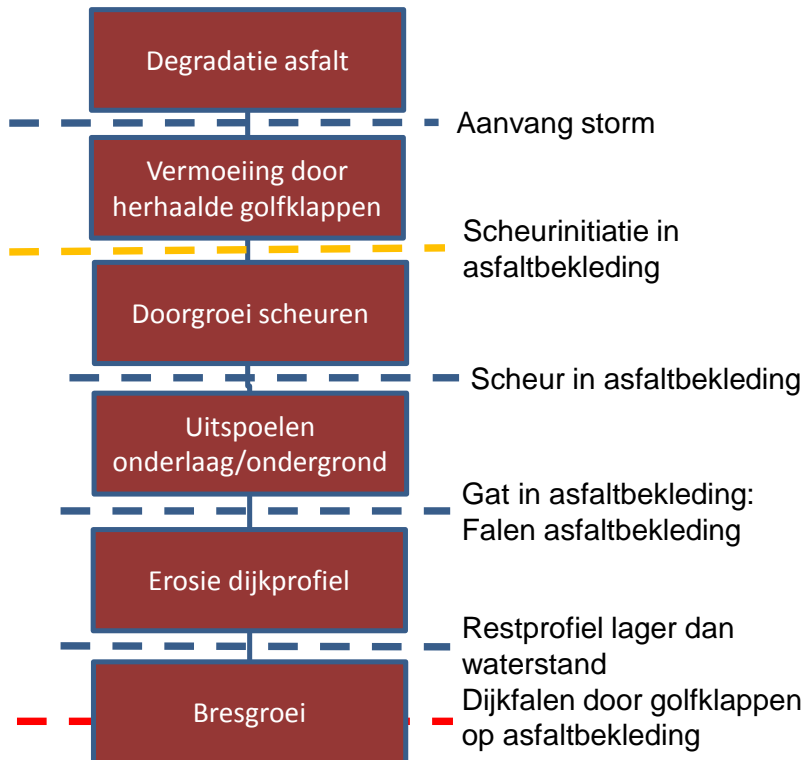 Degradatie asfalt
Aanvang storm
Vermoeiing door
herhaalde golfklappen
Scheurinitiatie in
asfaltbekleding
Doorgroei scheuren
Scheur in asfaltbekleding
Uitspoelen
onderlaag/ondergrond
Gat in asfaltbekleding:
Falen asfaltbekleding
Erosie dijkprofiel
Restprofiel lager dan
waterstand
Bresgroei
Dijkfalen door golfklappen
op asfaltbekleding